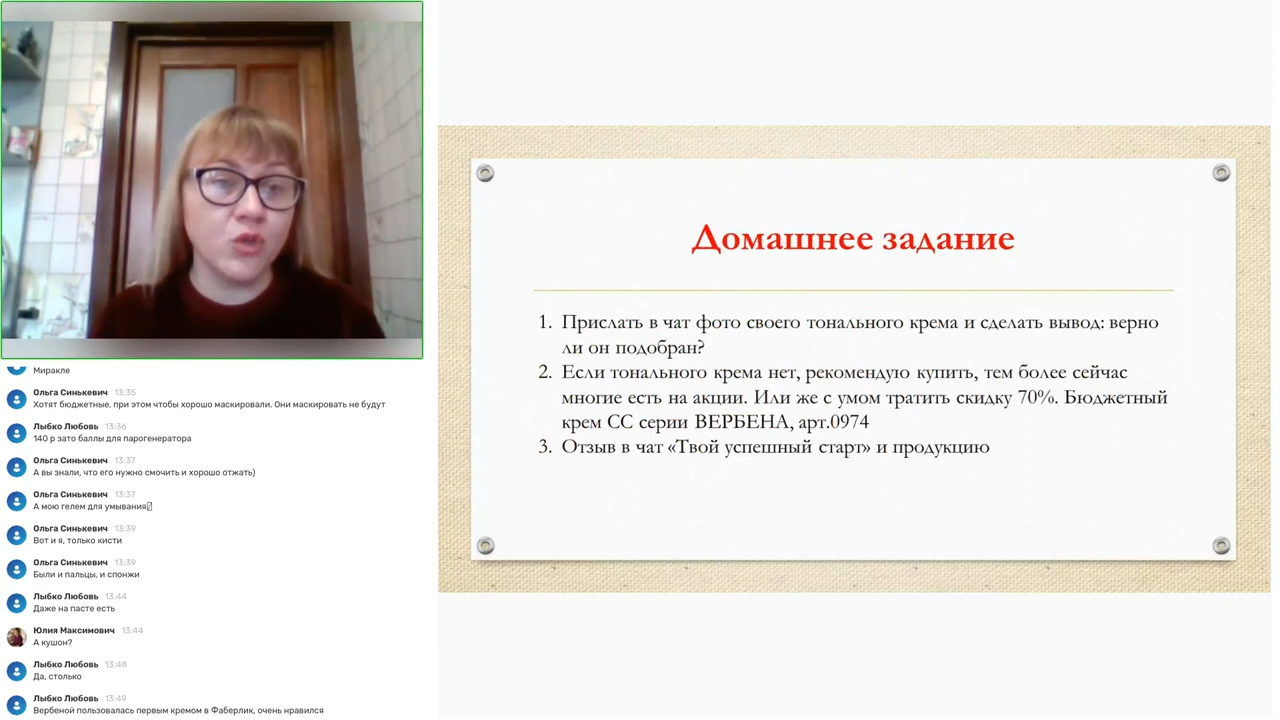 Миракле
Ольга Синькевич 13:35
Хотят бюджетные, при этом чтобы хорошо маскировали. Они маскировать не будут
Лыбко Любовь 13:36
140 р зато баллы для парогенератора
Ольга Синькевич 13:37
А вы знали, что его нужно смочить и хорошо отжать)
Ольга Синькевич 13:37
А мою гелем для умывания
Ольга Синькевич 13:39
Вот и я, только кисти
Ольга Синькевич 13:39
Были и пальцы, и спонжи
Лыбко Любовь 13:44
Даже на пасте есть
Юлия Максимович 13:44
А кушон?
Лыбко Любовь 13:48
Да, столько
Лыбко Любовь 13:49
Вербеной пользовалась первым кремом в Фаберлик, очень нравился
Домашнее задание
1. Прислать в чат фото своего тонального крема и сделать вывод: верно
ли он подобран?
2. Если тонального крема нет, рекомендую купить, тем более сейчас
многие есть на акции. Или же с умом тратить скидку 70%. Бюджетный
крем СС серии ВЕРБЕНА, арт.0974
3. Отзыв в чат «Твой успешный старт» и продукцию